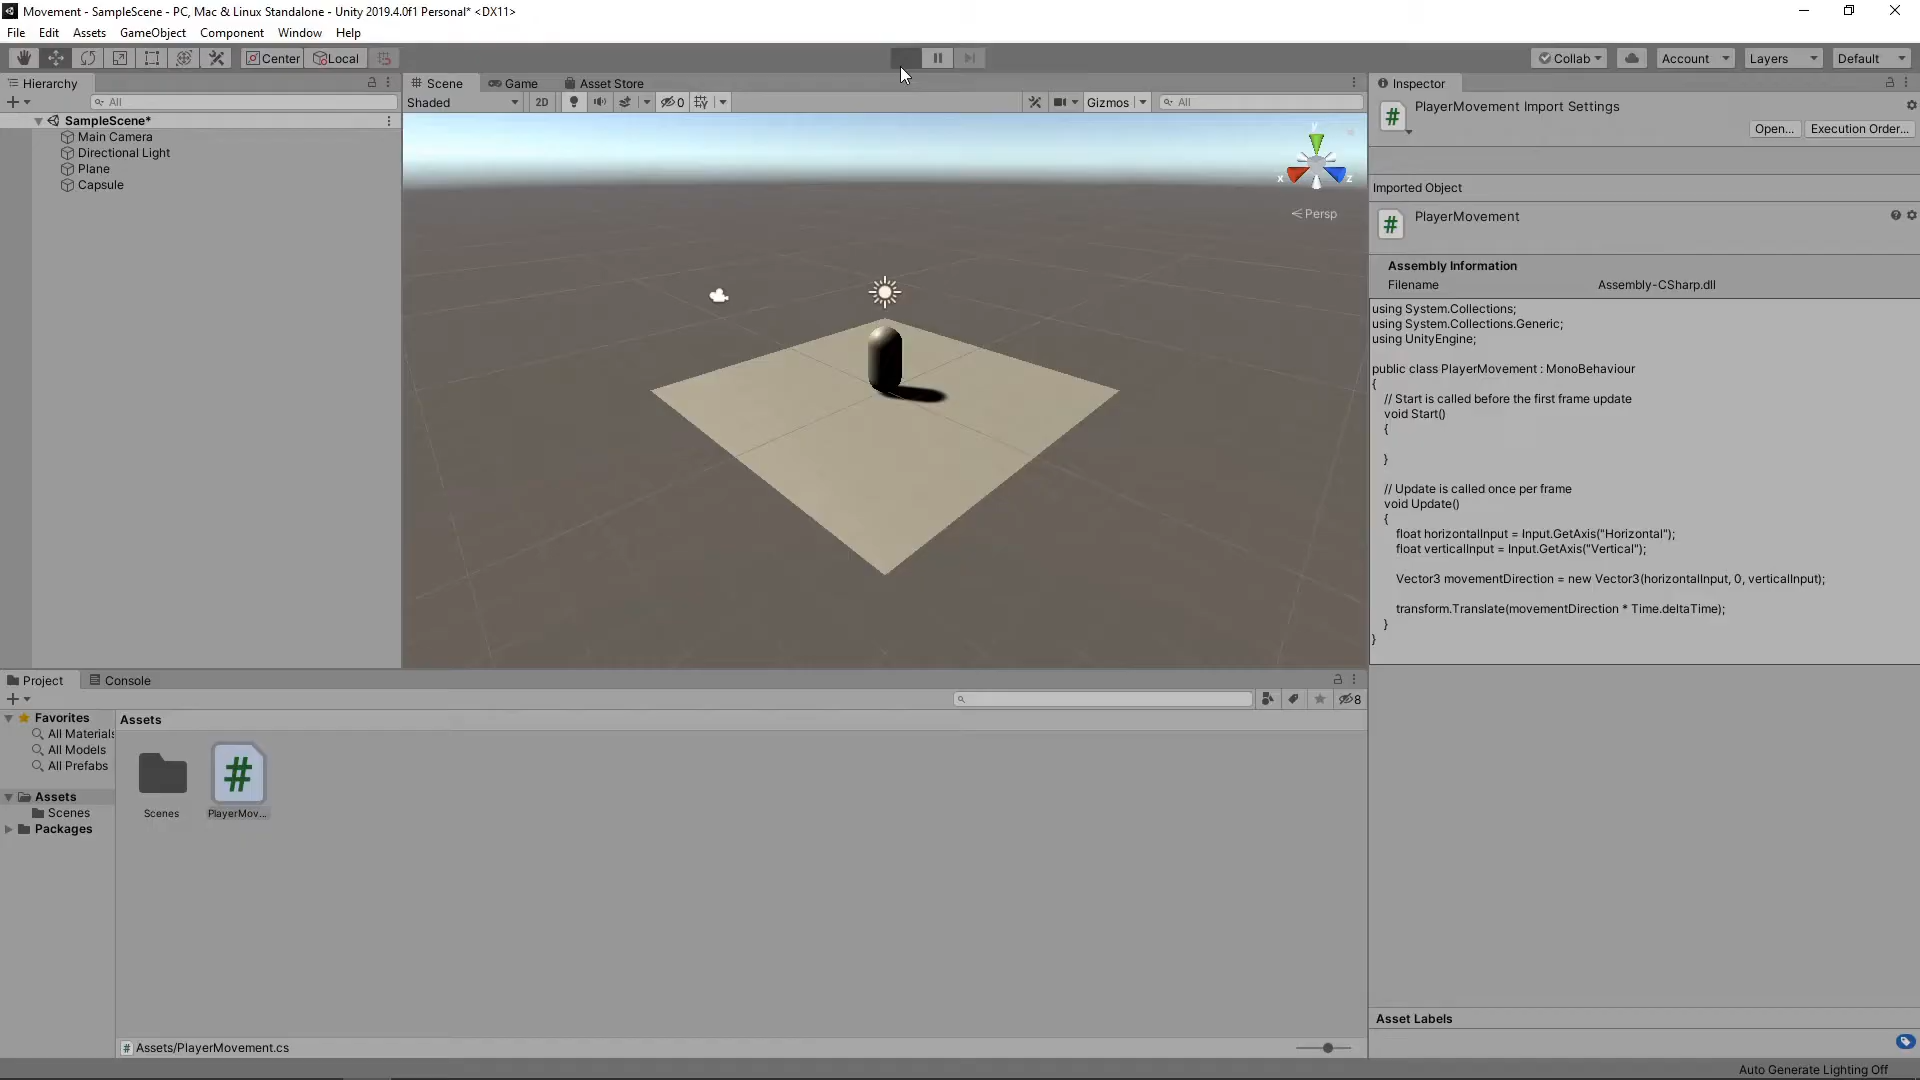 Movement - SampleScene - PC, Mac & Linux Standalone - Unity 2019.4.0f1 Personal* <DX11>
File Edit Assets GameObject Component Window Help
Center Local Collab Account Layers Default
Hierarchy
All
SampleScene*
Main Camera
Directional Light
Plane
Capsule
Scene Game Asset Store
Shaded 2D 0 Gizmos All
y
x z
Persp
Inspector
PlayerMovement Import Settings
Open... Execution Order...
Imported Object
PlayerMovement
Assembly Information
Filename Assembly-CSharp.dll
using System.Collections;
using System.Collections.Generic;
using UnityEngine;
public class PlayerMovement : MonoBehaviour
{
// Start is called before the first frame update
void Start()
{
}
// Update is called once per frame
void Update()
{
float horizontalInput = Input.GetAxis("Horizontal");
float verticalInput = Input.GetAxis("Vertical");
Vector3 movementDirection = new Vector3(horizontalInput, 0, verticalInput);
transform.Translate(movementDirection * Time.deltaTime);
}
}
Project Console
8
Favorites
All Materials
All Models
All Prefabs
Assets
Scenes
Packages
Assets
Scenes
PlayerMov...
Assets/PlayerMovement.cs
Asset Labels
Auto Generate Lighting Off